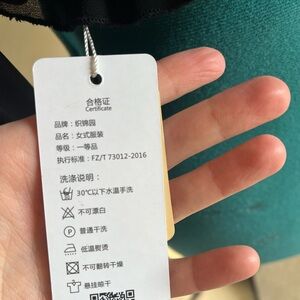 合格证
Certificate
品牌：织锦园
品名：女式服装
等级：一等品
执行标准：FZ/T 73012-2016
洗涤说明：
30℃以下水温手洗
不可漂白
P 普通干洗
低温熨烫
不可翻转干燥
悬挂晾干